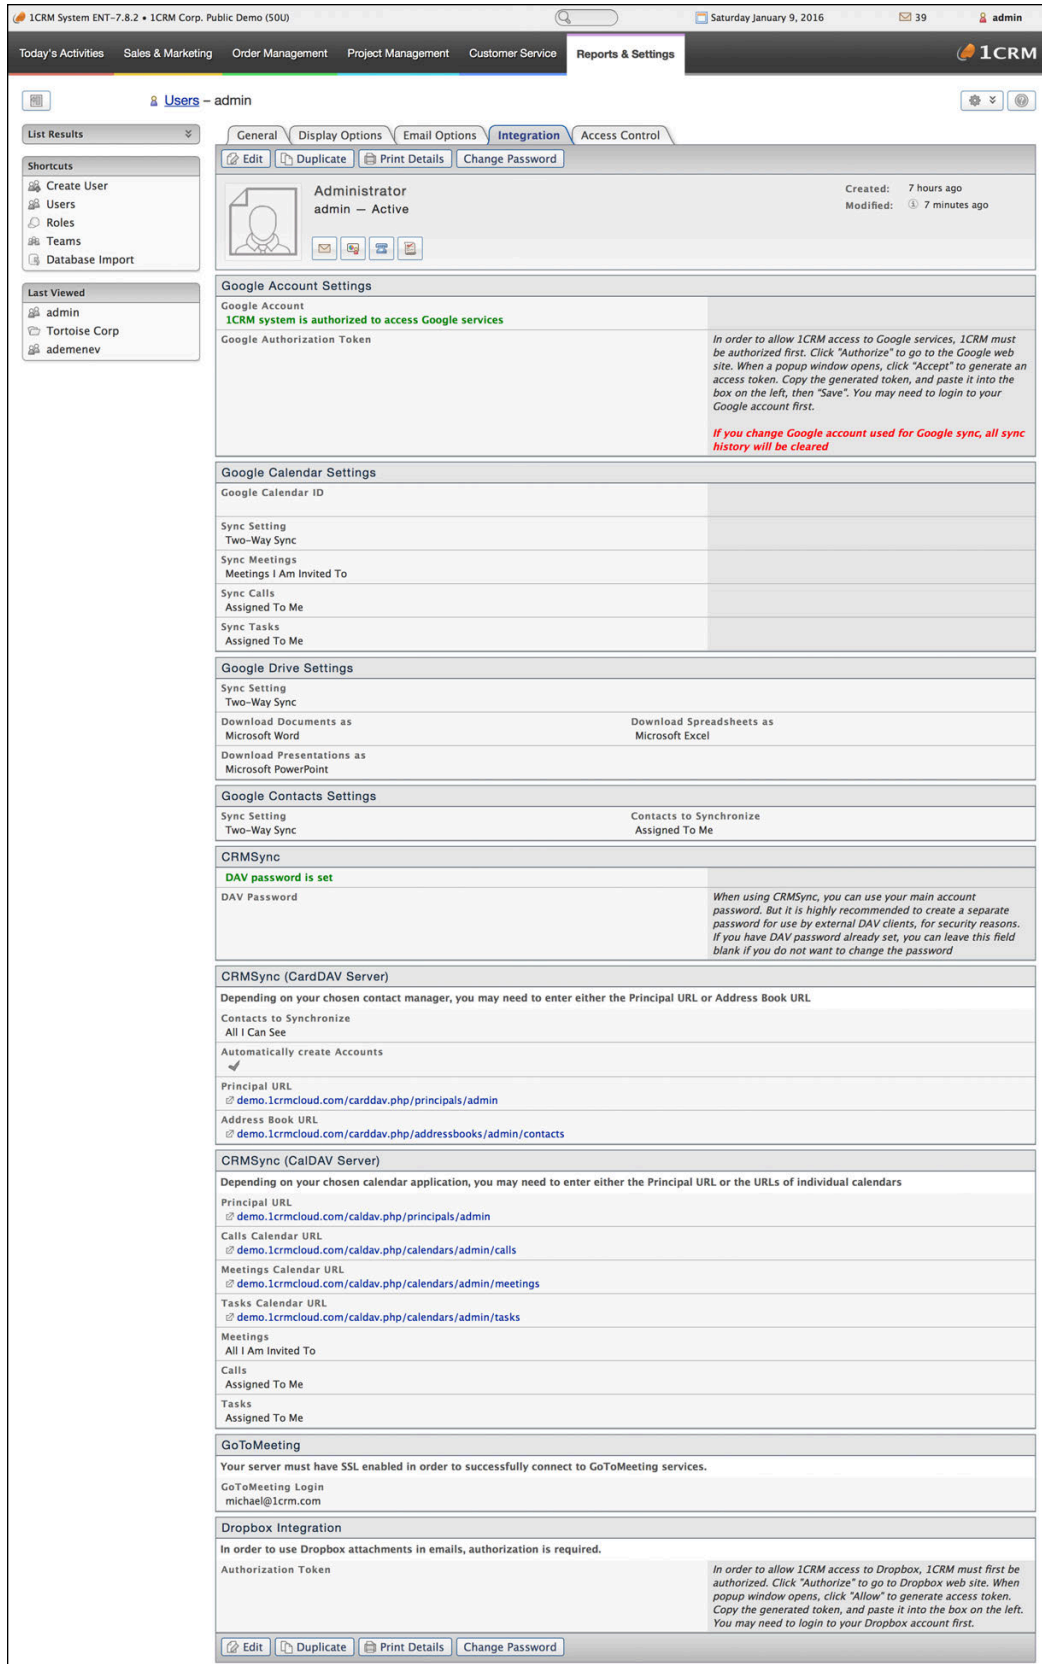 1CRM System ENT-7.8.2 • 1CRM Corp. Public Demo (50U)
Saturday January 9, 2016
39
admin
Today's Activities
Sales & Marketing
Order Management
Project Management
Customer Service
Reports & Settings
1CRM
Users – admin
List Results
Shortcuts
Create User
Users
Roles
Teams
Database Import
Last Viewed
admin
Tortoise Corp
ademenev
General
Display Options
Email Options
Integration
Access Control
Edit
Duplicate
Print Details
Change Password
Administrator
admin — Active
Created: 7 hours ago
Modified: 7 minutes ago
Google Account Settings
Google Account
1CRM system is authorized to access Google services
Google Authorization Token
In order to allow 1CRM access to Google services, 1CRM must
be authorized first. Click "Authorize" to go to the Google web
site. When a popup window opens, click "Accept" to generate an
access token. Copy the generated token, and paste it into the
box on the left, then "Save". You may need to login to your
Google account first.
If you change Google account used for Google sync, all sync
history will be cleared
Google Calendar Settings
Google Calendar ID
Sync Setting
Two-Way Sync
Sync Meetings
Meetings I Am Invited To
Sync Calls
Assigned To Me
Sync Tasks
Assigned To Me
Google Drive Settings
Sync Setting
Two-Way Sync
Download Documents as
Microsoft Word
Download Spreadsheets as
Microsoft Excel
Download Presentations as
Microsoft PowerPoint
Google Contacts Settings
Sync Setting
Two-Way Sync
Contacts to Synchronize
Assigned To Me
CRMSync
DAV password is set
DAV Password
When using CRMSync, you can use your main account
password. But it is highly recommended to create a separate
password for use by external DAV clients, for security reasons.
If you have DAV password already set, you can leave this field
blank if you do not want to change the password
CRMSync (CardDAV Server)
Depending on your chosen contact manager, you may need to enter either the Principal URL or Address Book URL
Contacts to Synchronize
All I Can See
Automatically create Accounts
Principal URL
demo.1crmcloud.com/carddav.php/principals/admin
Address Book URL
demo.1crmcloud.com/carddav.php/addressbooks/admin/contacts
CRMSync (CalDAV Server)
Depending on your chosen calendar application, you may need to enter either the Principal URL or the URLs of individual calendars
Principal URL
demo.1crmcloud.com/caldav.php/principals/admin
Calls Calendar URL
demo.1crmcloud.com/caldav.php/calendars/admin/calls
Meetings Calendar URL
demo.1crmcloud.com/caldav.php/calendars/admin/meetings
Tasks Calendar URL
demo.1crmcloud.com/caldav.php/calendars/admin/tasks
Meetings
All I Am Invited To
Calls
Assigned To Me
Tasks
Assigned To Me
GoToMeeting
Your server must have SSL enabled in order to successfully connect to GoToMeeting services.
GoToMeeting Login
michael@1crm.com
Dropbox Integration
In order to use Dropbox attachments in emails, authorization is required.
Authorization Token
In order to allow 1CRM access to Dropbox, 1CRM must first be
authorized. Click "Authorize" to go to Dropbox web site. When
popup window opens, click "Allow" to generate access token.
Copy the generated token, and paste it into the box on the left.
You may need to login to your Dropbox account first.
Edit
Duplicate
Print Details
Change Password